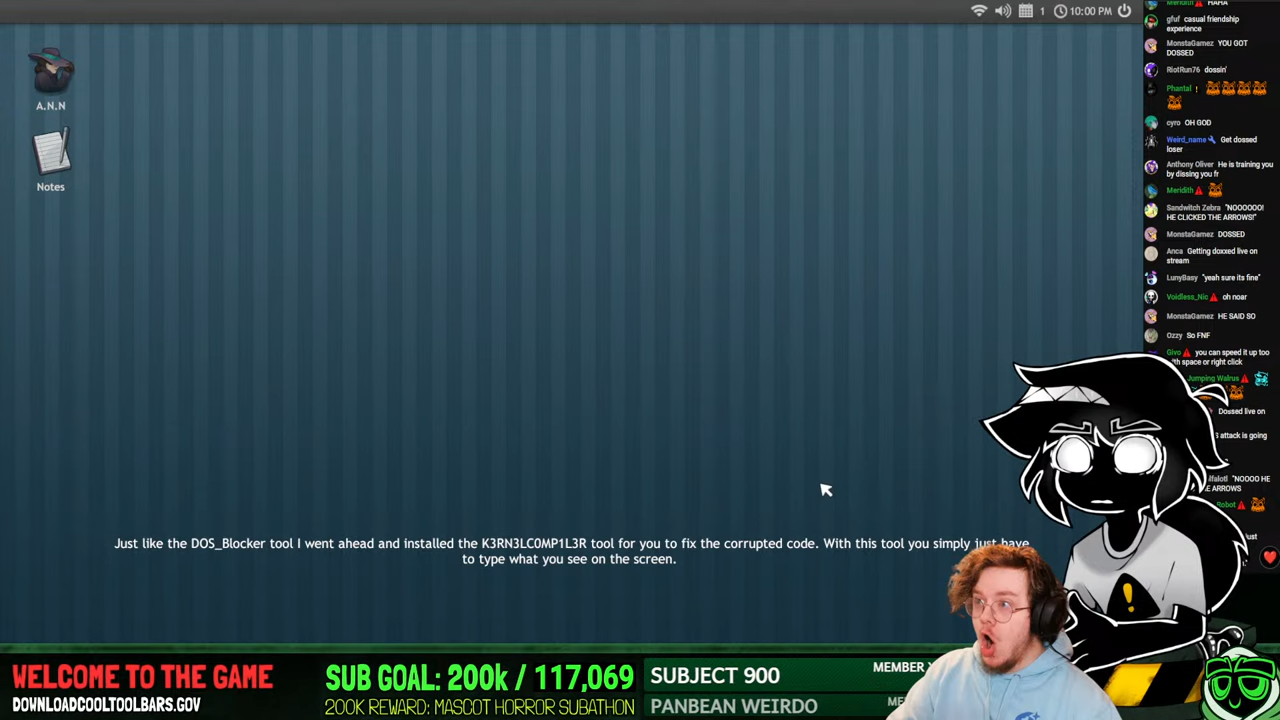 1 10:00 PM
A.N.N
Notes
Just like the DOS_Blocker tool I went ahead and installed the K3RN3LC0MP1L3R tool for you to fix the corrupted code. With this tool you simply just have
to type what you see on the screen.
Meridith HAHA
gfuf casual friendship
experience
MonstaGamez YOU GOT
DOSSED
RiotRun76 dossin'
Phantal
cyro OH GOD
Weird_name Get dossed
loser
Anthony Oliver He is training you
by dissing you fr
Meridith
Sandwitch Zebra "NOOOOOO!
HE CLICKED THE ARROWS!"
MonstaGamez DOSSED
Anca Getting doxxed live on
stream
LunyBasy "yeah sure its fine"
Voidless_Nic oh noar
MonstaGamez HE SAID SO
Ozzy So FNF
Givo you can speed it up too
with space or right click
Jumping Walrus
Dossed live on
attack is going
"NOOOO HE
ARROWS"
Robot
WELCOME TO THE GAME
DOWNLOADCOOLTOOLBARS.GOV
SUB GOAL: 200k / 117,069
200K REWARD: MASCOT HORROR SUBATHON
SUBJECT 900 MEMBER
PANBEAN WEIRDO